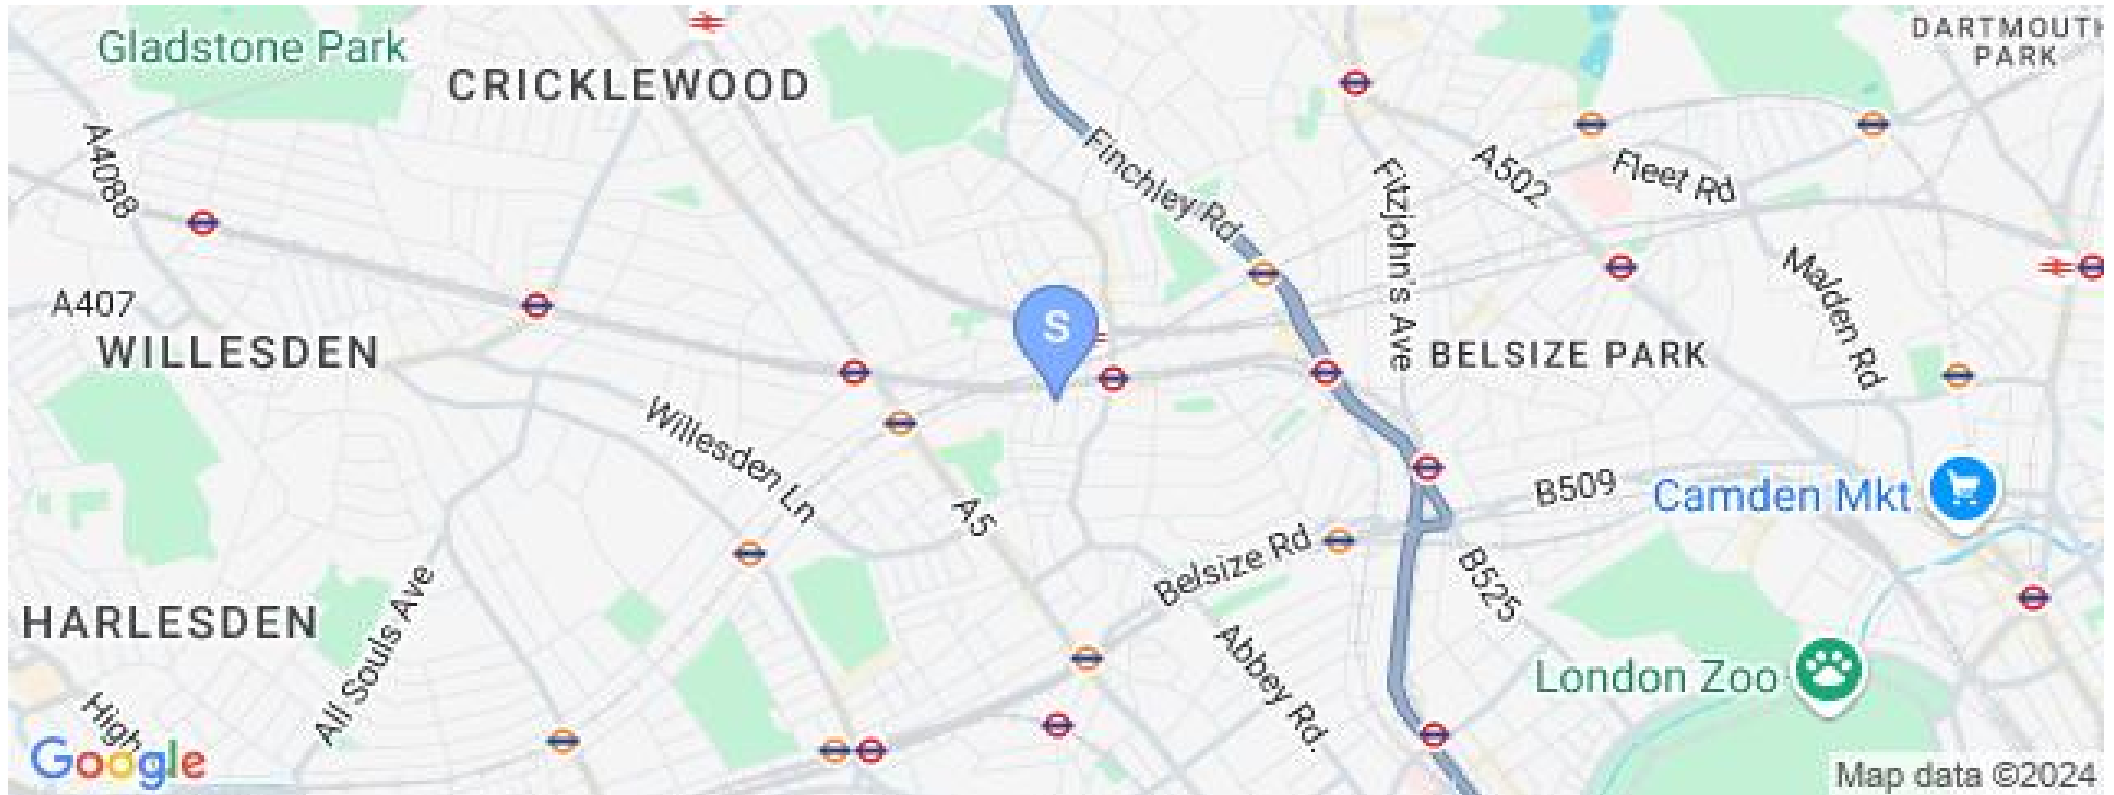 Gladstone Park
CRICKLEWOOD
DARTMOUTH
PARK
A4088
Finchley Rd
Fitzjohn's Ave
A502
Fleet Rd
Malden Rd
A407
WILLESDEN
S
BELSIZE PARK
Willesden Ln
A5
B509
Camden Mkt
Belsize Rd
B525
HARLESDEN
All Souls Ave
Abbey Rd.
London Zoo
High
Google
Map data ©2024